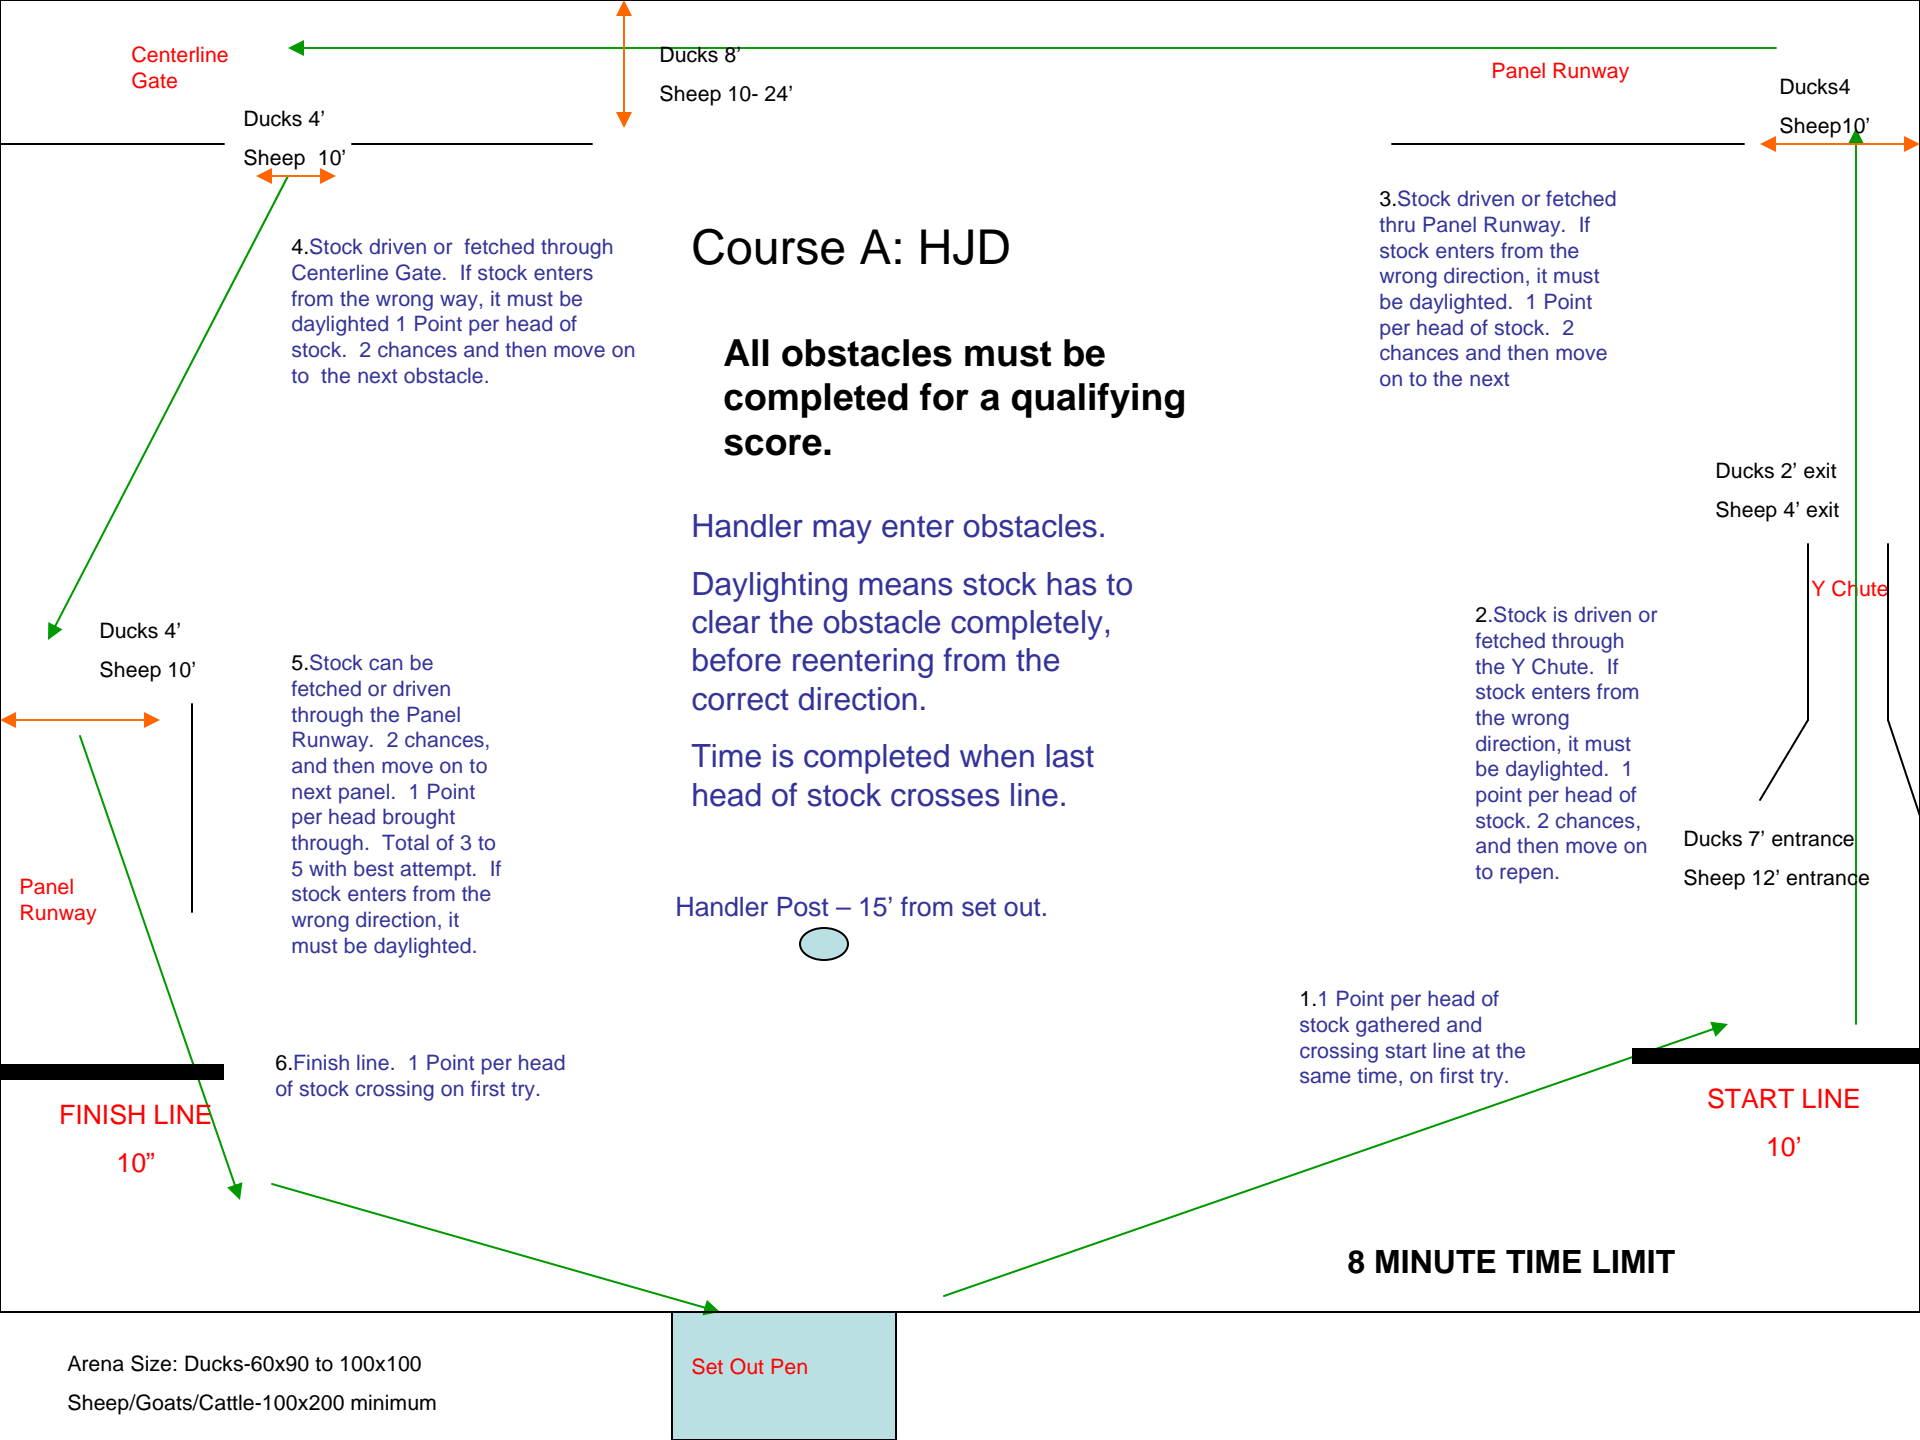 Centerline
Gate
Ducks 8’
Sheep 10- 24’
Panel Runway
Ducks4
Sheep10’
Ducks 4’
Sheep  10’
Course A: HJD
3.Stock driven or fetched
thru Panel Runway.  If
stock enters from the
wrong direction, it must
be daylighted.  1 Point
per head of stock.  2
chances and then move
on to the next
4.Stock driven or  fetched through
Centerline Gate.  If stock enters
from the wrong way, it must be
daylighted 1 Point per head of
stock.  2 chances and then move on
to  the next obstacle.
All obstacles must be
completed for a qualifying
score.
Ducks 2’ exit
Sheep 4’ exit
Handler may enter obstacles.
Daylighting means stock has to
clear the obstacle completely,
before reentering from the
correct direction.
Time is completed when last
head of stock crosses line.
Y Chute
2.Stock is driven or
fetched through
the Y Chute.  If
stock enters from
the wrong
direction, it must
be daylighted.  1
point per head of
stock. 2 chances,
and then move on
to repen.
Ducks 7’ entrance
Sheep 12’ entrance
Ducks 4’
Sheep 10’
5.Stock can be
fetched or driven
through the Panel
Runway.  2 chances,
and then move on to
next panel.  1 Point
per head brought
through.  Total of 3 to
5 with best attempt.  If
stock enters from the
wrong direction, it
must be daylighted.
Panel
Runway
Handler Post – 15’ from set out.
1.1 Point per head of
stock gathered and
crossing start line at the
same time, on first try.
6.Finish line.  1 Point per head
of stock crossing on first try.
FINISH LINE
10”
START LINE
10’
8 MINUTE TIME LIMIT
Set Out Pen
Arena Size: Ducks-60x90 to 100x100
Sheep/Goats/Cattle-100x200 minimum